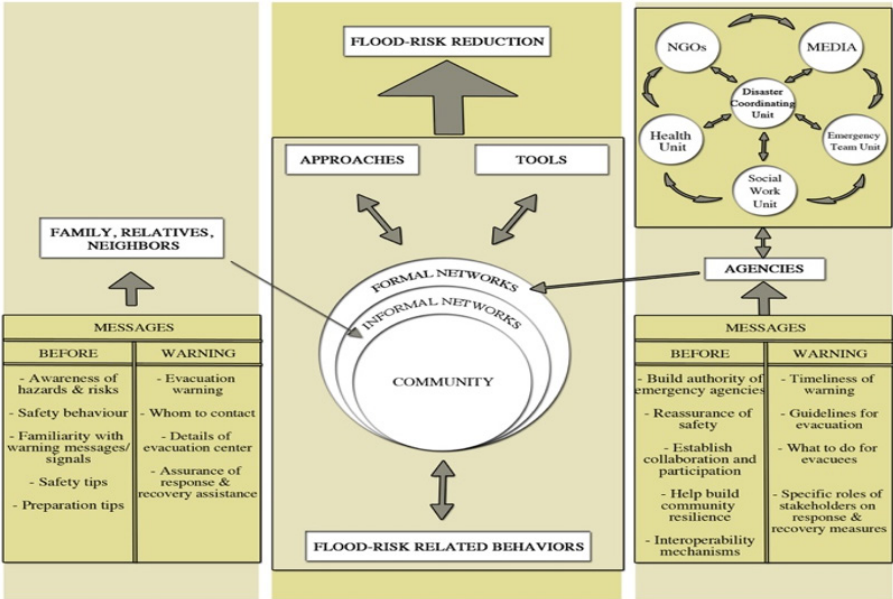 FLOOD-RISK REDUCTION
APPROACHES
TOOLS
FORMAL NETWORKS
INFORMAL NETWORKS
COMMUNITY
FLOOD-RISK RELATED BEHAVIORS
FAMILY, RELATIVES,
NEIGHBORS
MESSAGES
BEFORE
- Awareness of
hazards & risks
- Safety behaviour
- Familiarity with
warning messages/
signals
- Safety tips
- Preparation tips
WARNING
- Evacuation
warning
- Whom to contact
- Details of
evacuation center
- Assurance of
response &
recovery assistance
NGOs
MEDIA
Disaster
Coordinating
Unit
Health
Unit
Emergency
Team Unit
Social
Work
Unit
AGENCIES
MESSAGES
BEFORE
- Build authority of
emergency agencies
- Reassurance of
safety
- Establish
collaboration and
participation
- Help build
community
resilience
- Interoperability
mechanisms
WARNING
- Timeliness of
warning
- Guidelines for
evacuation
- What to do for
evacuees
- Specific roles of
stakeholders on
response &
recovery measures